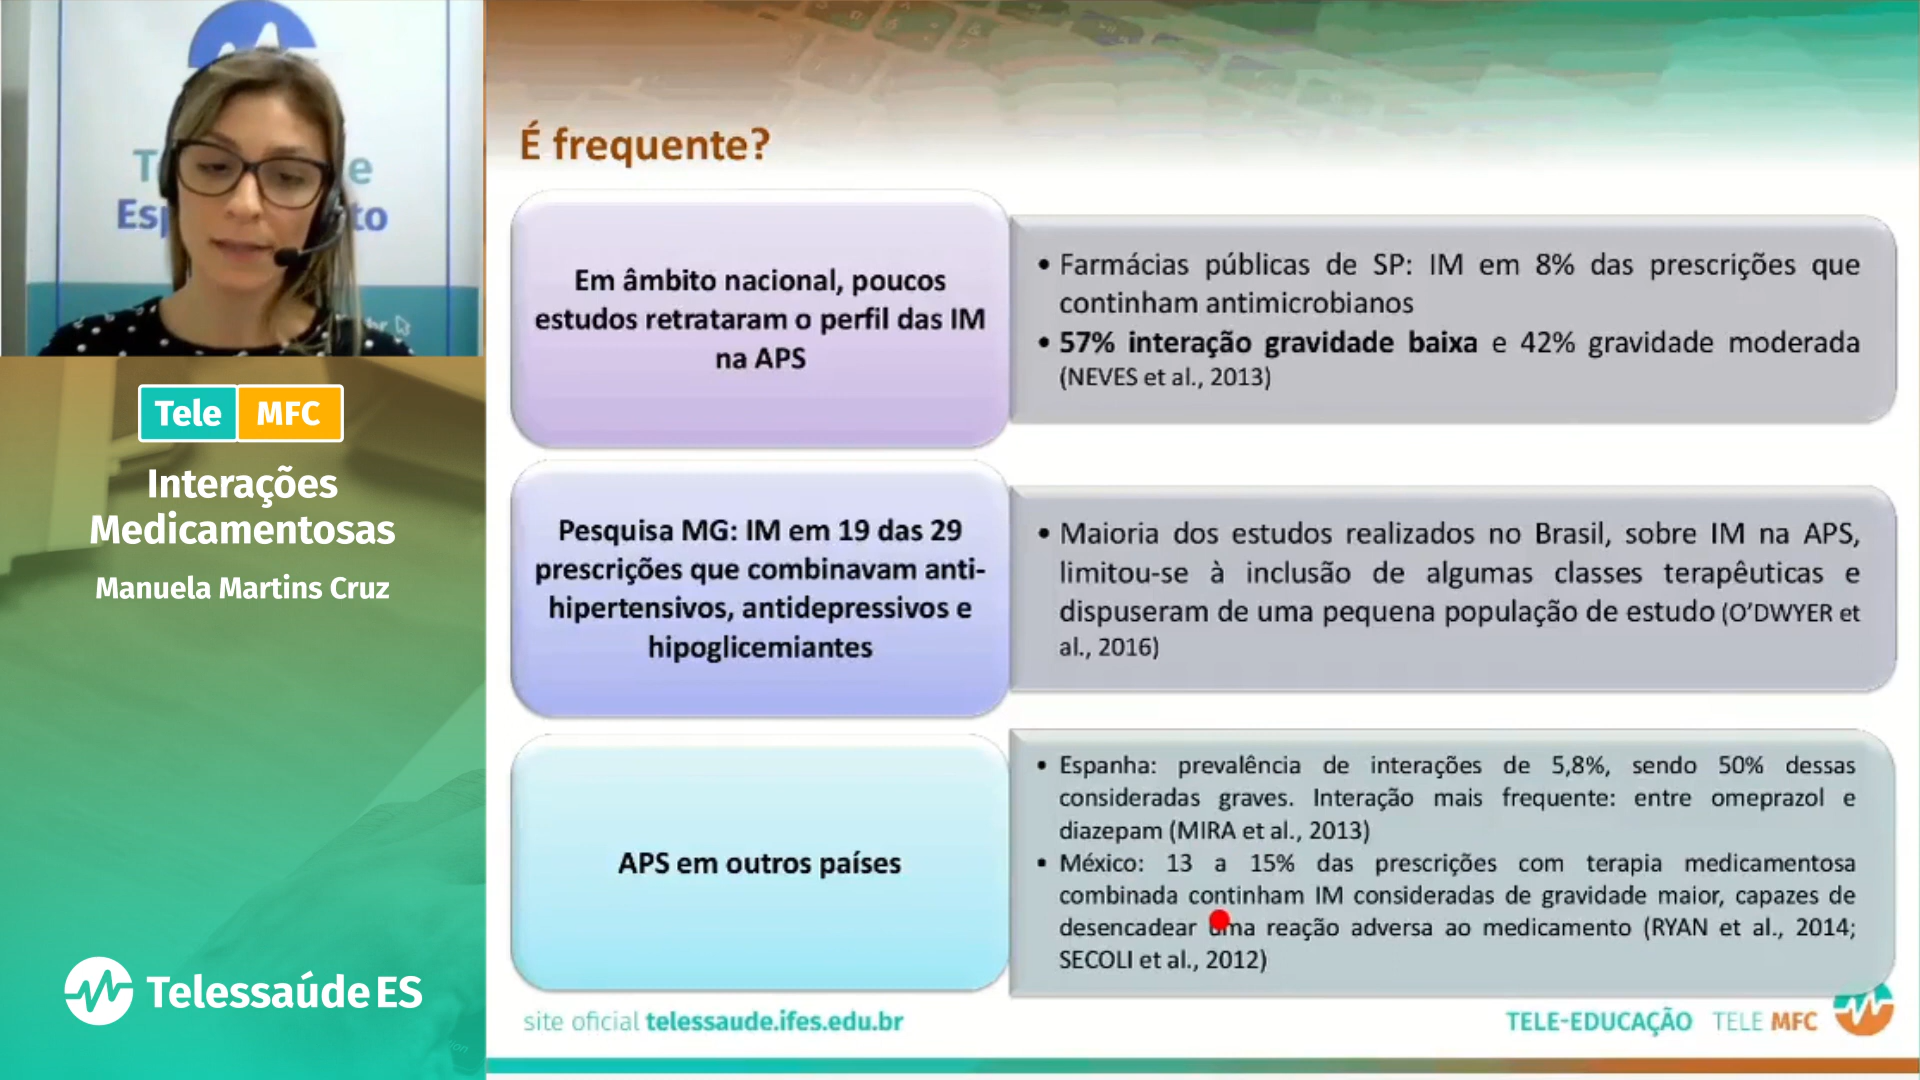 É frequente?
Em âmbito nacional, poucos
estudos retrataram o perfil das IM
na APS
• Farmácias públicas de SP: IM em 8% das prescrições que
continham antimicrobianos
• 57% interação gravidade baixa e 42% gravidade moderada
(NEVES et al., 2013)
Pesquisa MG: IM em 19 das 29
prescrições que combinavam anti-
hipertensivos, antidepressivos e
hipoglicemiantes
• Maioria dos estudos realizados no Brasil, sobre IM na APS,
limitou-se à inclusão de algumas classes terapêuticas e
dispuseram de uma pequena população de estudo (O’DWYER et
al., 2016)
APS em outros países
• Espanha: prevalência de interações de 5,8%, sendo 50% dessas
consideradas graves. Interação mais frequente: entre omeprazol e
diazepam (MIRA et al., 2013)
• México: 13 a 15% das prescrições com terapia medicamentosa
combinada continham IM consideradas de gravidade maior, capazes de
desencadear uma reação adversa ao medicamento (RYAN et al., 2014;
SECOLI et al., 2012)
Tele MFC
Interações
Medicamentosas
Manuela Martins Cruz
Telessaúde ES
site oficial telessaude.ifes.edu.br
TELE-EDUCAÇÃO TELE MFC